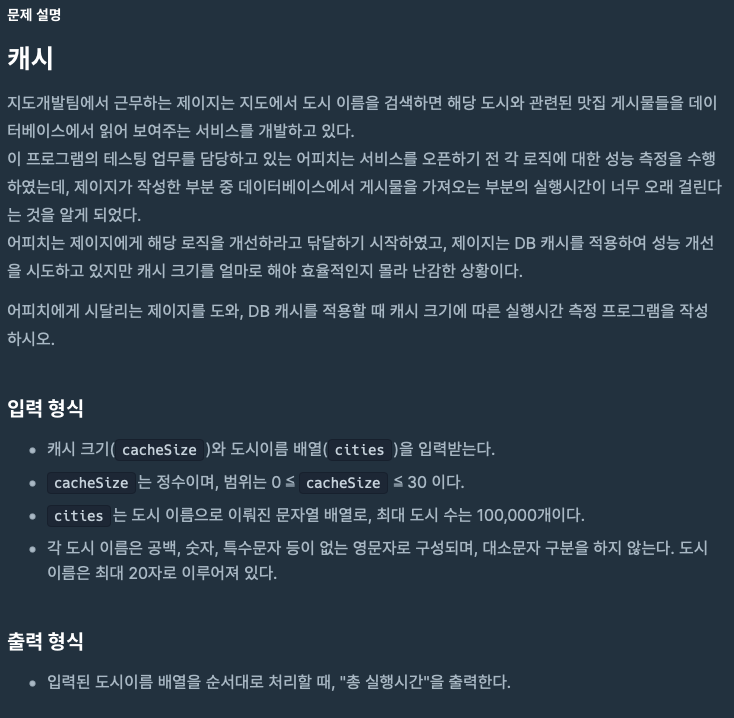 문제 설명
캐시
지도개발팀에서 근무하는 제이지는 지도에서 도시 이름을 검색하면 해당 도시와 관련된 맛집 게시물들을 데이
터베이스에서 읽어 보여주는 서비스를 개발하고 있다.
이 프로그램의 테스팅 업무를 담당하고 있는 어피치는 서비스를 오픈하기 전 각 로직에 대한 성능 측정을 수행
하였는데, 제이지가 작성한 부분 중 데이터베이스에서 게시물을 가져오는 부분의 실행시간이 너무 오래 걸린다
는 것을 알게 되었다.
어피치는 제이지에게 해당 로직을 개선하라고 닦달하기 시작하였고, 제이지는 DB 캐시를 적용하여 성능 개선
을 시도하고 있지만 캐시 크기를 얼마로 해야 효율적인지 몰라 난감한 상황이다.
어피치에게 시달리는 제이지를 도와, DB 캐시를 적용할 때 캐시 크기에 따른 실행시간 측정 프로그램을 작성
하시오.
입력 형식
• 캐시 크기(cacheSize)와 도시이름 배열(cities)을 입력받는다.
• cacheSize는 정수이며, 범위는 0 ≦ cacheSize ≦ 30 이다.
• cities는 도시 이름으로 이뤄진 문자열 배열로, 최대 도시 수는 100,000개이다.
• 각 도시 이름은 공백, 숫자, 특수문자 등이 없는 영문자로 구성되며, 대소문자 구분을 하지 않는다. 도시
이름은 최대 20자로 이루어져 있다.
출력 형식
• 입력된 도시이름 배열을 순서대로 처리할 때, "총 실행시간"을 출력한다.